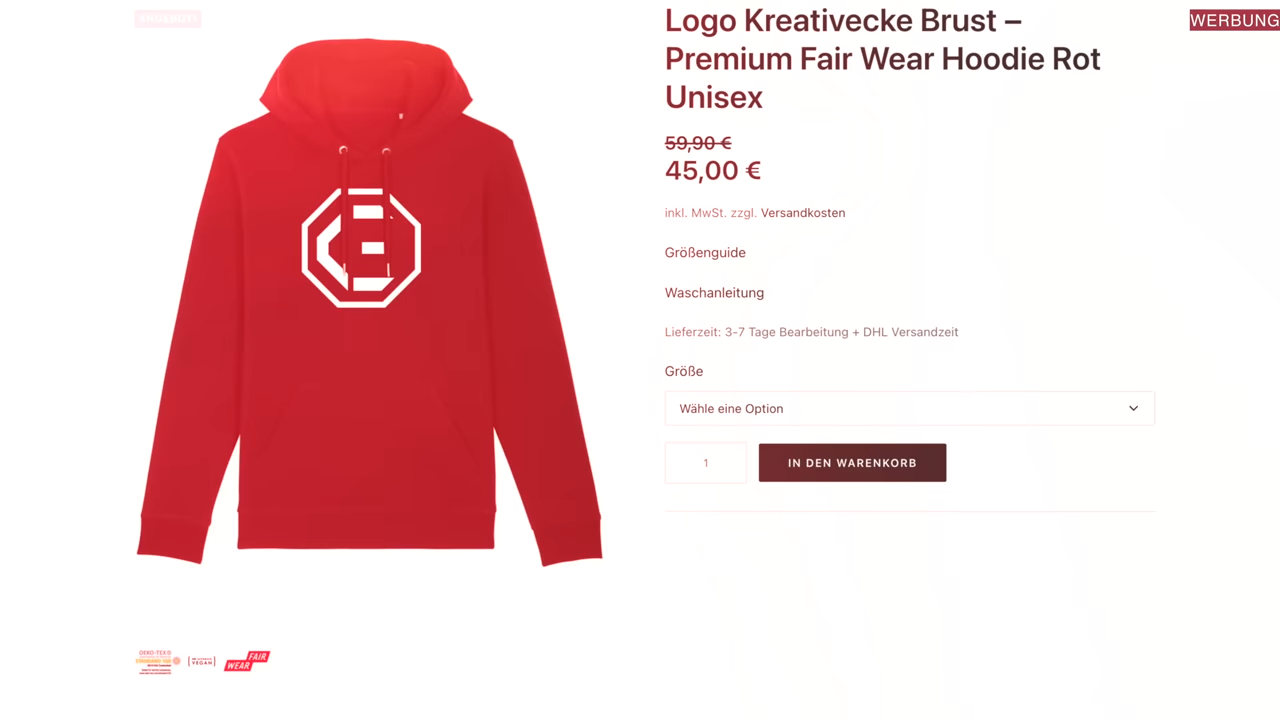 ANGEBOT!
Logo Kreativecke Brust –
Premium Fair Wear Hoodie Rot
Unisex
WERBUNG
59,90 €
45,00 €
inkl. MwSt. zzgl. Versandkosten
Größenguide
Waschanleitung
Lieferzeit: 3-7 Tage Bearbeitung + DHL Versandzeit
Größe
Wähle eine Option
1
IN DEN WARENKORB
OEKO-TEX®
VEGAN
FAIR
WEAR